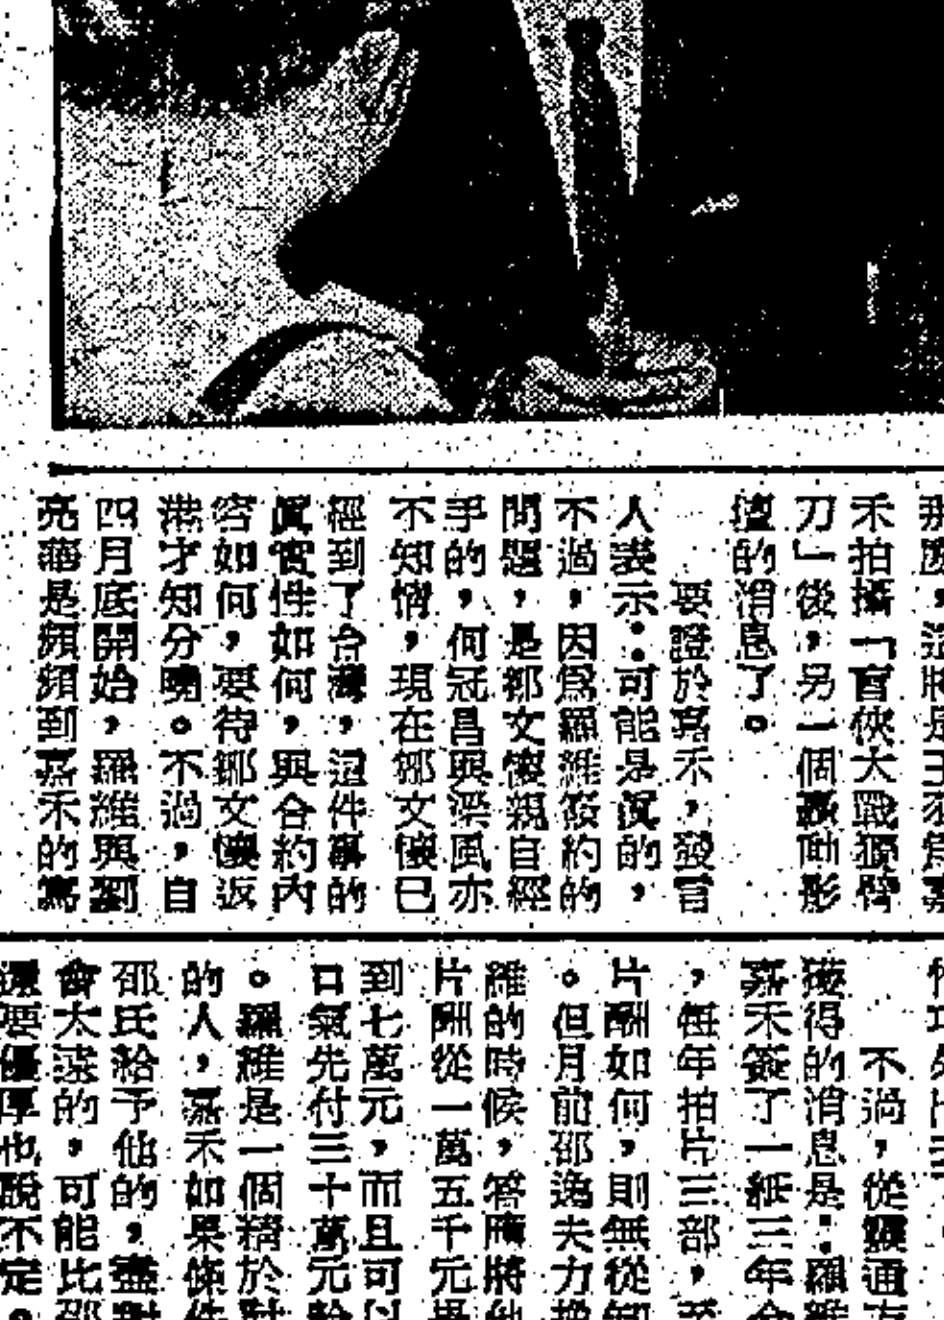 禾拍攝「盲俠大戰獨臂
刀」後，另一個轟動影
壇的消息了。
要證於嘉禾，發言
人表示：可能是眞的，
不過，因爲羅維簽約的
問題，是鄒文懷親自經
手的，何冠昌與梁風亦
不知情，現在鄒文懷已
經到了台灣，這件事的
眞實性如何，與合約內
容如何，要待鄒文懷返
港才知分曉。不過，自
四月底開始，羅維與劉
亮華是頻頻到嘉禾的寫
不過，從靈通
獲得的消息是：羅維
嘉禾簽了一紙三年合
，每年拍片三部，至
片酬如何，則無從知
。但月前邵逸夫力挽
維的時候，答應將他
片酬從一萬五千元
到七萬元，而且可以
口氣先付三十萬元
。羅維是一個精於
的人，嘉禾如果條件
邵氏給予他的，
會太遠的，可能比邵
還要優厚也說不定。